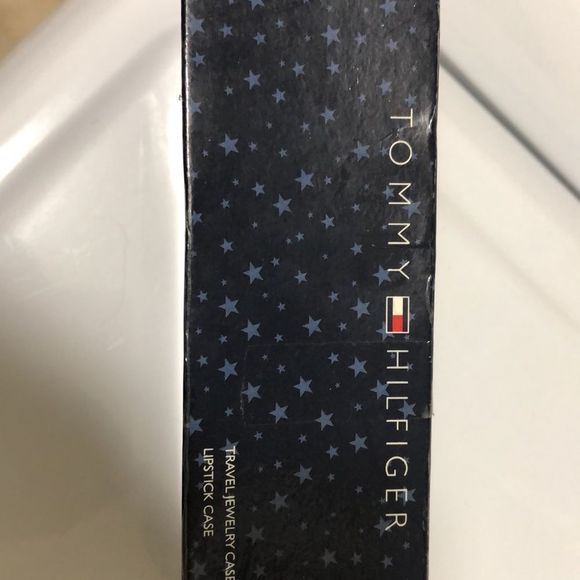 TOMMY HILFIGER
TRAVEL JEWELRY CASE
LIPSTICK CASE